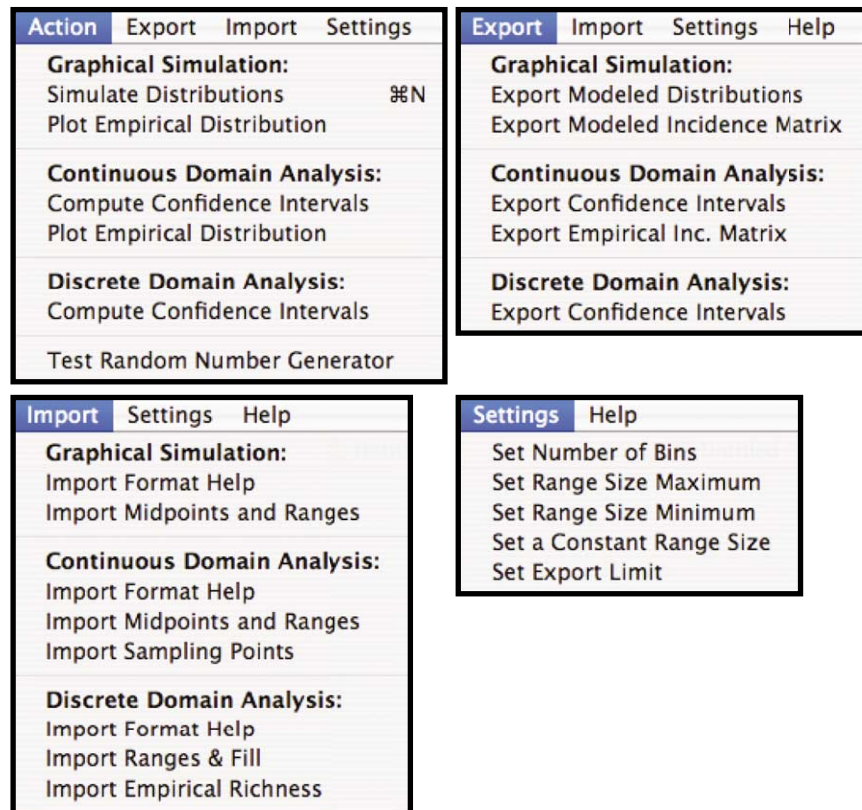 Action Export Import Settings
Graphical Simulation:
Simulate Distributions ⌘N
Plot Empirical Distribution
Continuous Domain Analysis:
Compute Confidence Intervals
Plot Empirical Distribution
Discrete Domain Analysis:
Compute Confidence Intervals
Test Random Number Generator
Export Import Settings Help
Graphical Simulation:
Export Modeled Distributions
Export Modeled Incidence Matrix
Continuous Domain Analysis:
Export Confidence Intervals
Export Empirical Inc. Matrix
Discrete Domain Analysis:
Export Confidence Intervals
Import Settings Help
Graphical Simulation:
Import Format Help
Import Midpoints and Ranges
Continuous Domain Analysis:
Import Format Help
Import Midpoints and Ranges
Import Sampling Points
Discrete Domain Analysis:
Import Format Help
Import Ranges & Fill
Import Empirical Richness
Settings Help
Set Number of Bins
Set Range Size Maximum
Set Range Size Minimum
Set a Constant Range Size
Set Export Limit